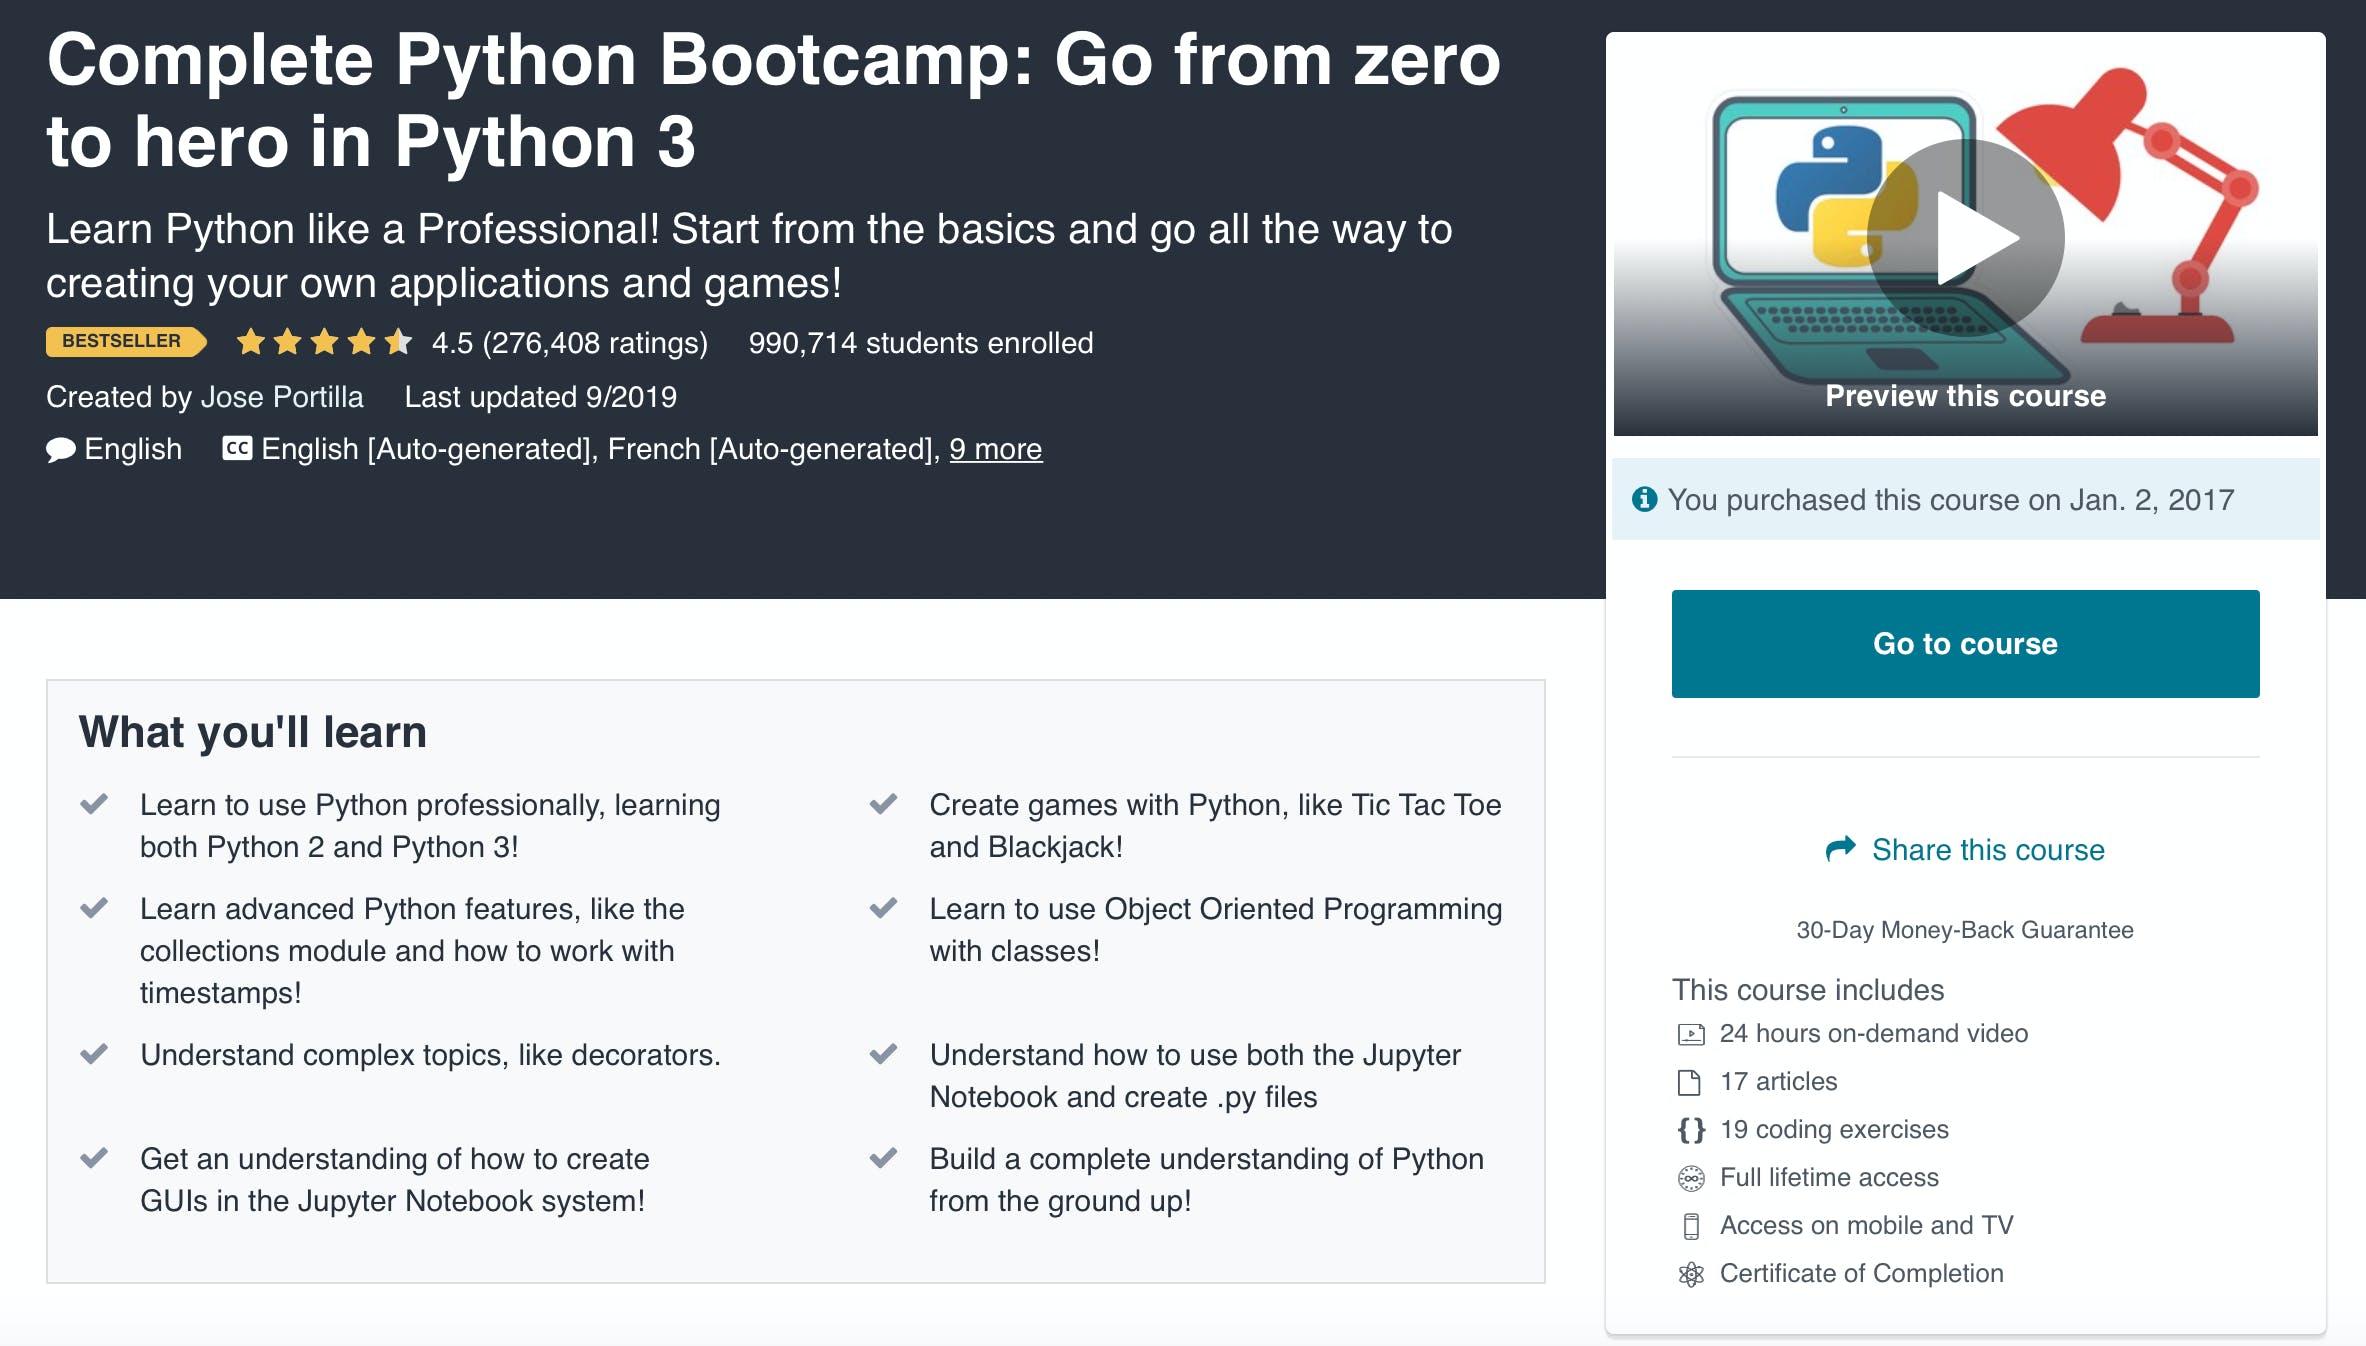 Complete Python Bootcamp: Go from zero
to hero in Python 3
Learn Python like a Professional! Start from the basics and go all the way to
creating your own applications and games!
BESTSELLER 4.5 (276,408 ratings) 990,714 students enrolled
Created by Jose Portilla Last updated 9/2019
English CC English [Auto-generated], French [Auto-generated], 9 more
What you'll learn
Learn to use Python professionally, learning
both Python 2 and Python 3!
Learn advanced Python features, like the
collections module and how to work with
timestamps!
Understand complex topics, like decorators.
Get an understanding of how to create
GUIs in the Jupyter Notebook system!
Create games with Python, like Tic Tac Toe
and Blackjack!
Learn to use Object Oriented Programming
with classes!
Understand how to use both the Jupyter
Notebook and create .py files
Build a complete understanding of Python
from the ground up!
Preview this course
You purchased this course on Jan. 2, 2017
Go to course
Share this course
30-Day Money-Back Guarantee
This course includes
24 hours on-demand video
17 articles
{} 19 coding exercises
Full lifetime access
Access on mobile and TV
Certificate of Completion